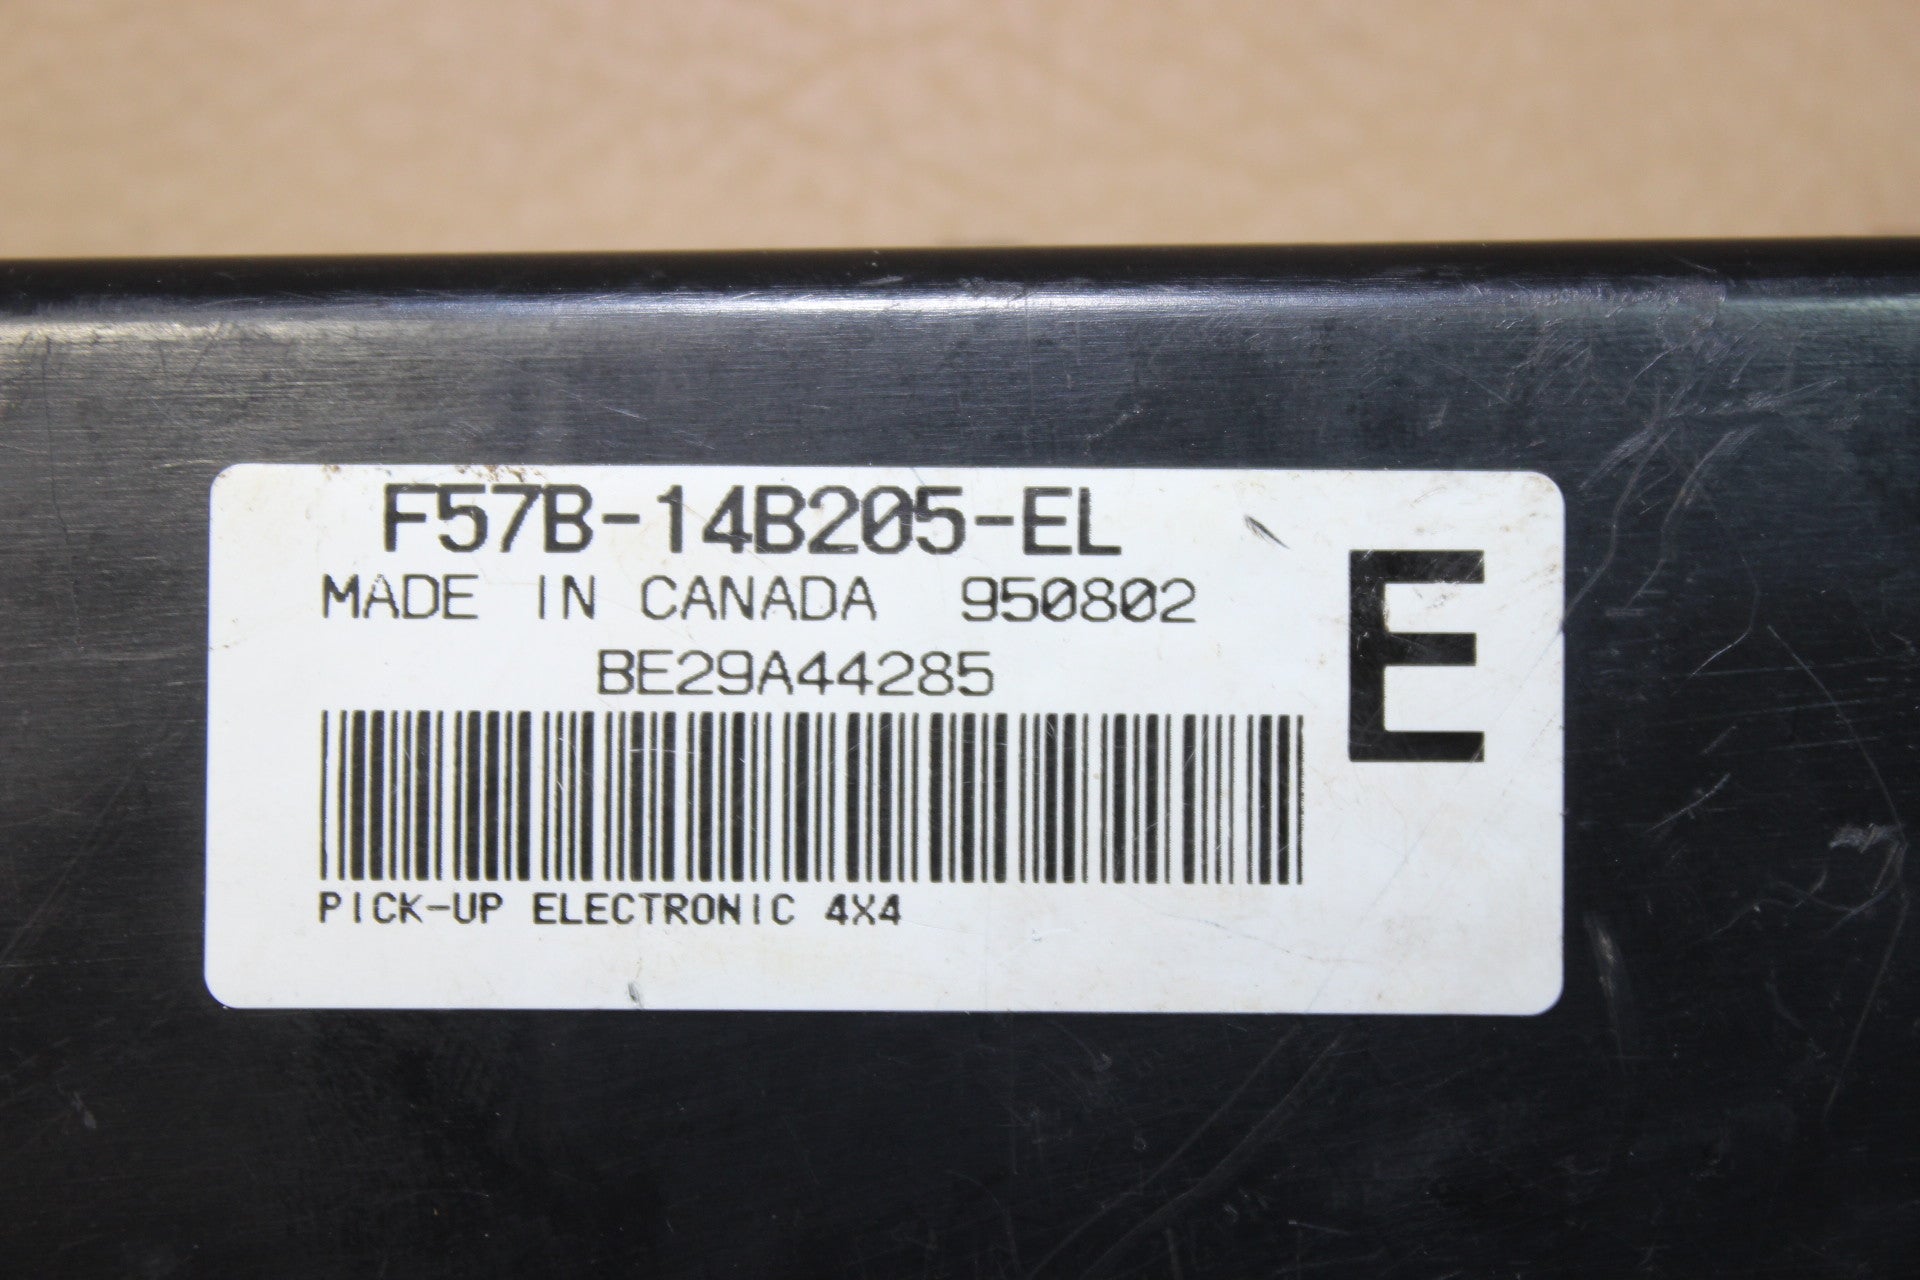 F57B-14B205-EL
MADE IN CANADA 950802
E
BE29A44285
PICK-UP ELECTRONIC 4X4